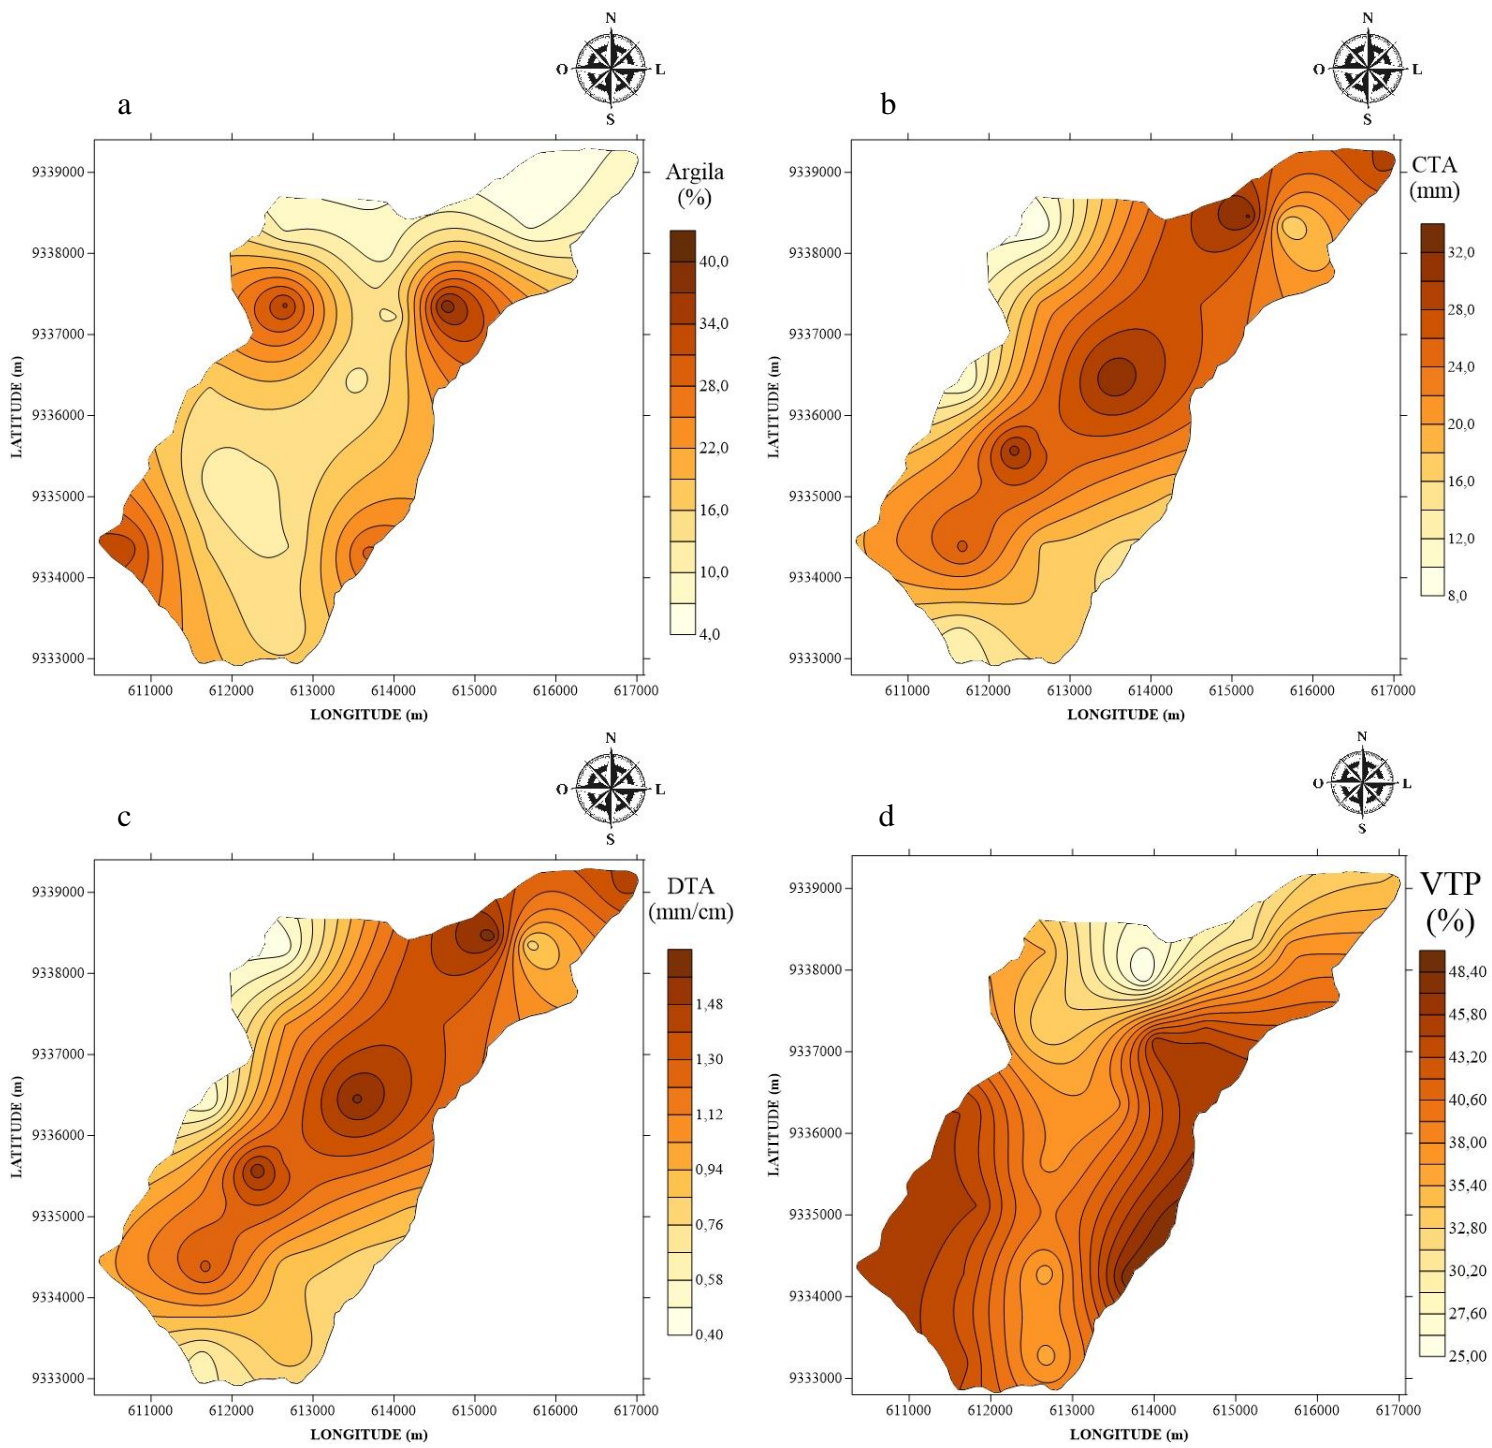 N
O L
S
a
9339000
9338000
9337000
9336000
9335000
9334000
9333000
LATITUDE (m)
611000 612000 613000 614000 615000 616000 617000
LONGITUDE (m)
Argila
(%)
40,0
34,0
28,0
22,0
16,0
10,0
4,0
N
O L
S
b
9339000
9338000
9337000
9336000
9335000
9334000
9333000
LATITUDE (m)
611000 612000 613000 614000 615000 616000 617000
LONGITUDE (m)
CTA
(mm)
32,0
28,0
24,0
20,0
16,0
12,0
8,0
N
O L
S
c
9339000
9338000
9337000
9336000
9335000
9334000
9333000
LATITUDE (m)
611000 612000 613000 614000 615000 616000 617000
LONGITUDE (m)
DTA
(mm/cm)
1,48
1,30
1,12
0,94
0,76
0,58
0,40
N
O L
S
d
9339000
9338000
9337000
9336000
9335000
9334000
9333000
LATITUDE (m)
611000 612000 613000 614000 615000 616000 617000
LONGITUDE (m)
VTP
(%)
48,40
45,80
43,20
40,60
38,00
35,40
32,80
30,20
27,60
25,00